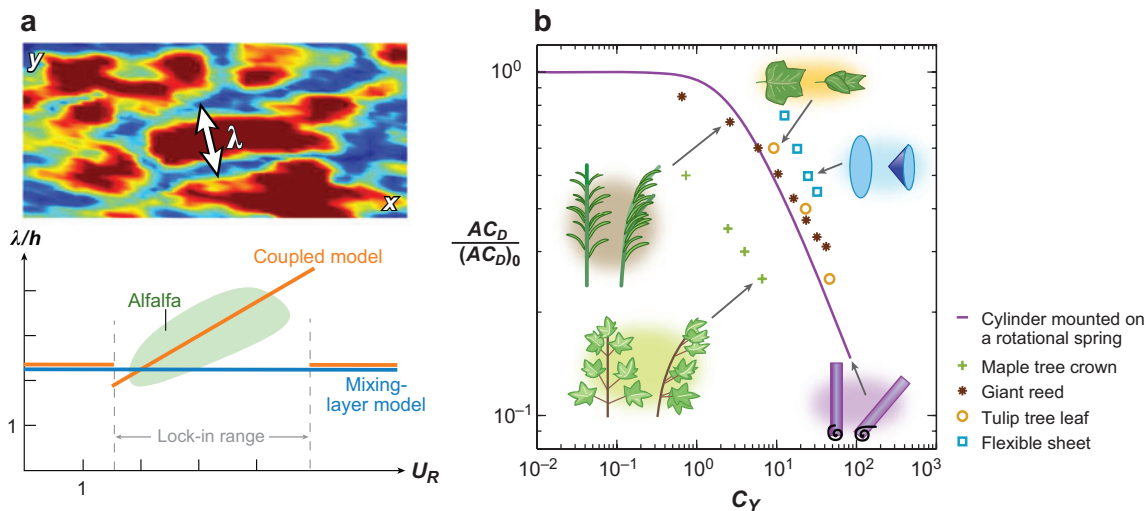 a
y
λ
x
λ/h
Coupled model
Alfalfa
Mixing-
layer model
1
Lock-in range
1
U_R
b
10^0
AC_D
(AC_D)_0
10^−1
10^−2
10^−1
10^0
10^1
10^2
10^3
C_Y
Cylinder mounted on
a rotational spring
Maple tree crown
Giant reed
Tulip tree leaf
Flexible sheet